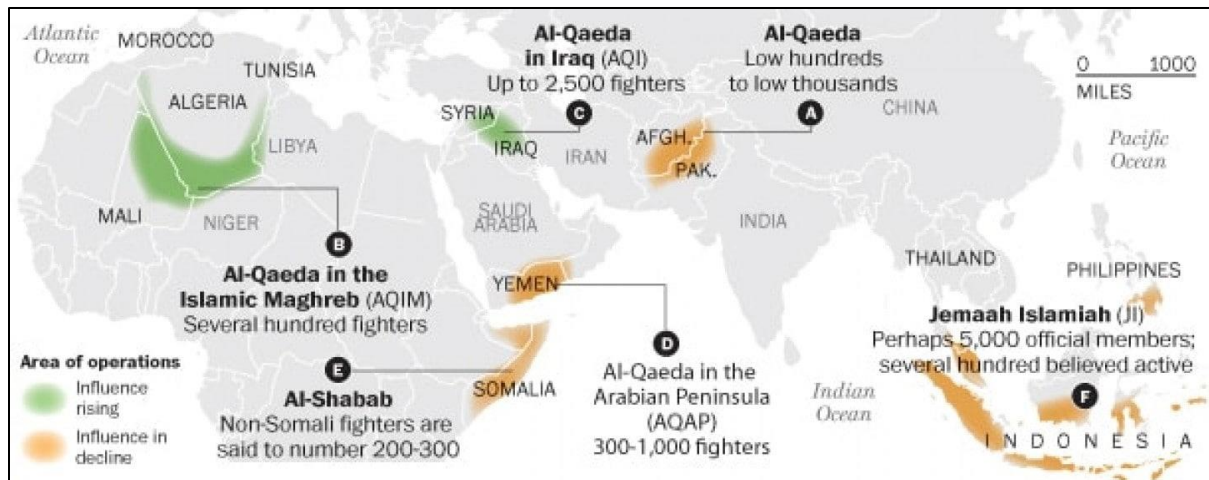 Atlantic
Ocean
MOROCCO
TUNISIA
ALGERIA
LIBYA
MALI
NIGER
Al-Qaeda
in Iraq (AQI)
Up to 2,500 fighters
C
SYRIA
IRAQ
IRAN
Al-Qaeda
Low hundreds
to low thousands
A
AFGH.
PAK.
0 1000
MILES
CHINA
Pacific
Ocean
SAUDI
ARABIA
INDIA
THAILAND
PHILIPPINES
B
Al-Qaeda in the
Islamic Maghreb (AQIM)
Several hundred fighters
YEMEN
Jemaah Islamiah (JI)
Perhaps 5,000 official members;
several hundred believed active
F
INDONESIA
D
Al-Qaeda in the
Arabian Peninsula
(AQAP)
300-1,000 fighters
Indian
Ocean
E
Al-Shabab
Non-Somali fighters are
said to number 200-300
SOMALIA
Area of operations
Influence
rising
Influence in
decline